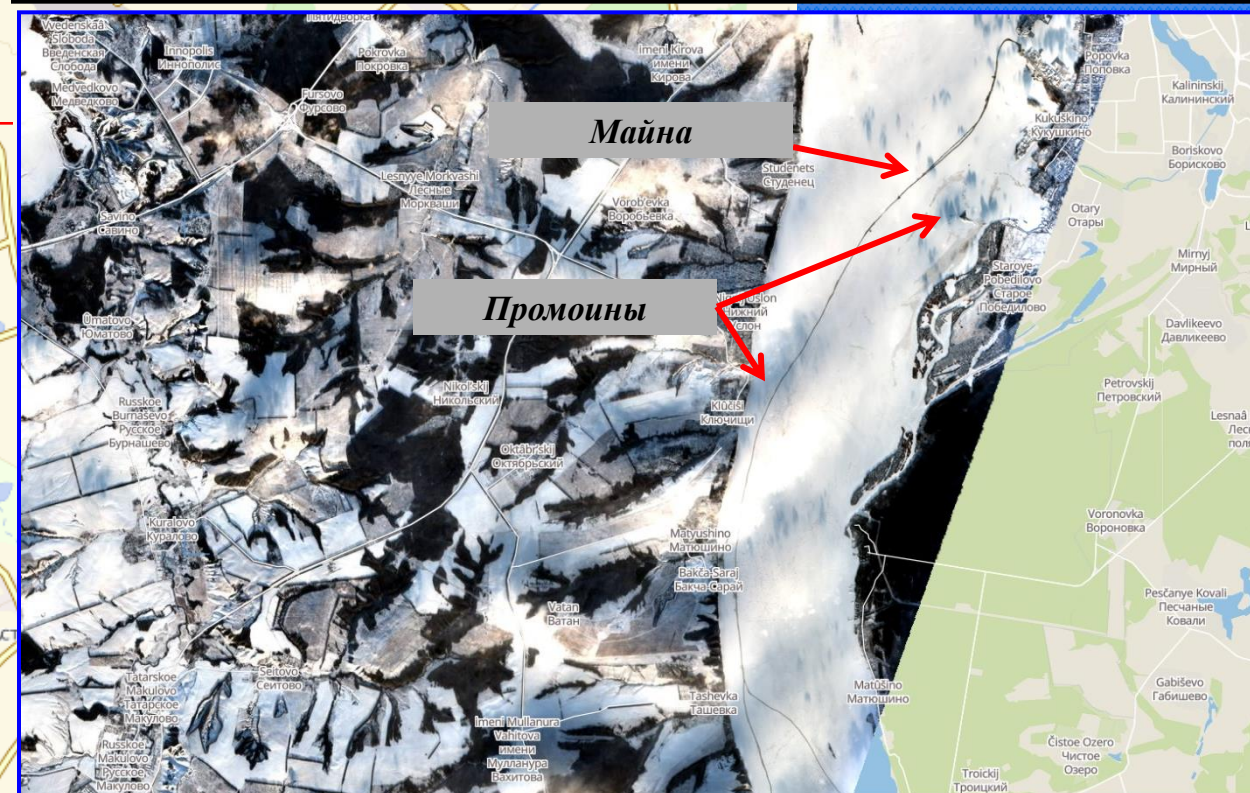 Vvedenskaâ
Sloboda
Введенская
Слобода
Medvedkovo
Медведково
Innopolis
Иннополис
Пятидворка
Pokrovka
Покровка
imeni Kirova
имени
Кирова
Popovka
Поповка
Kalininskij
Калининский
Fursovo
Фурсово
Майна
Kukuškino
Кукушкино
Boriskovo
Борисково
Studenets
Студенец
Lesnyye Morkvashi
Лесные
Моркваши
Vorob'evka
Воробьевка
Savino
Савино
Otary
Отары
Mirnyj
Мирный
Staroye
Pobedilovo
Старое
Победилово
Промоины
Нижний
Услон
Umatovo
Юматово
Davlikeevo
Давликеево
Nikol'skij
Никольский
Petrovskij
Петровский
Russkoe
Burnaševo
Русское
Бурнашево
Klûčiŝi
Ключищи
Lesnaâ
Oktâbr'skij
Октябрьский
Kuralovo
Куралово
Matyushino
Матюшино
Voronovka
Вороновка
Bakča-Saraj
Бакча-Сарай
Vatan
Ватан
Pesčanye Kovali
Песчаные
Ковали
Seitovo
Сеитово
Tatarskoe
Makulovo
Татарское
Макулово
Tashevka
Ташевка
Matûšino
Матюшино
Gabiševo
Габишево
Imeni Mullanura
Vahitova
имени
Мулланура
Вахитова
Russkoe
Makulovo
Русское
Макулово
Čistoe Ozero
Чистое
Озеро
Troickij
Троицкий